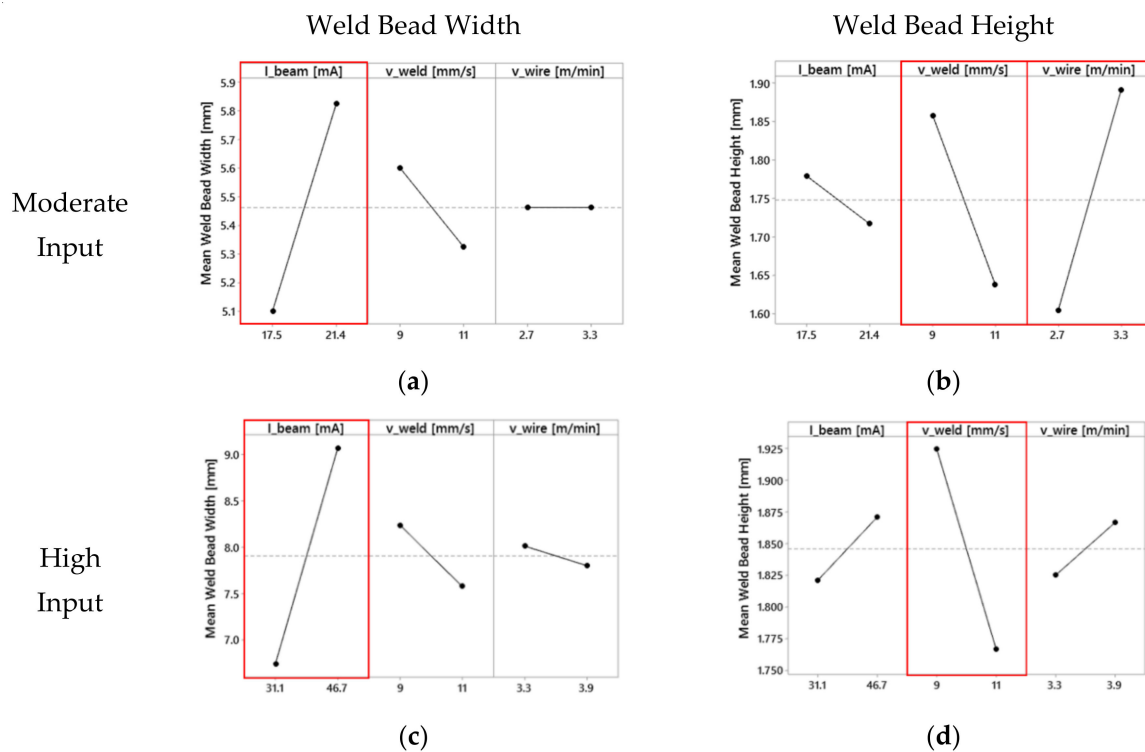 Weld Bead Width
Weld Bead Height
Moderate
Input
I_beam [mA]
v_weld [mm/s]
v_wire [m/min]
Mean Weld Bead Width [mm]
5.9
5.8
5.7
5.6
5.5
5.4
5.3
5.2
5.1
17.5
21.4
9
11
2.7
3.3
(a)
I_beam [mA]
v_weld [mm/s]
v_wire [m/min]
Mean Weld Bead Height [mm]
1.90
1.85
1.80
1.75
1.70
1.65
1.60
17.5
21.4
9
11
2.7
3.3
(b)
High
Input
I_beam [mA]
v_weld [mm/s]
v_wire [m/min]
Mean Weld Bead Width [mm]
9.0
8.5
8.0
7.5
7.0
31.1
46.7
9
11
3.3
3.9
(c)
I_beam [mA]
v_weld [mm/s]
v_wire [m/min]
Mean Weld Bead Height [mm]
1.925
1.900
1.875
1.850
1.825
1.800
1.775
1.750
31.1
46.7
9
11
3.3
3.9
(d)